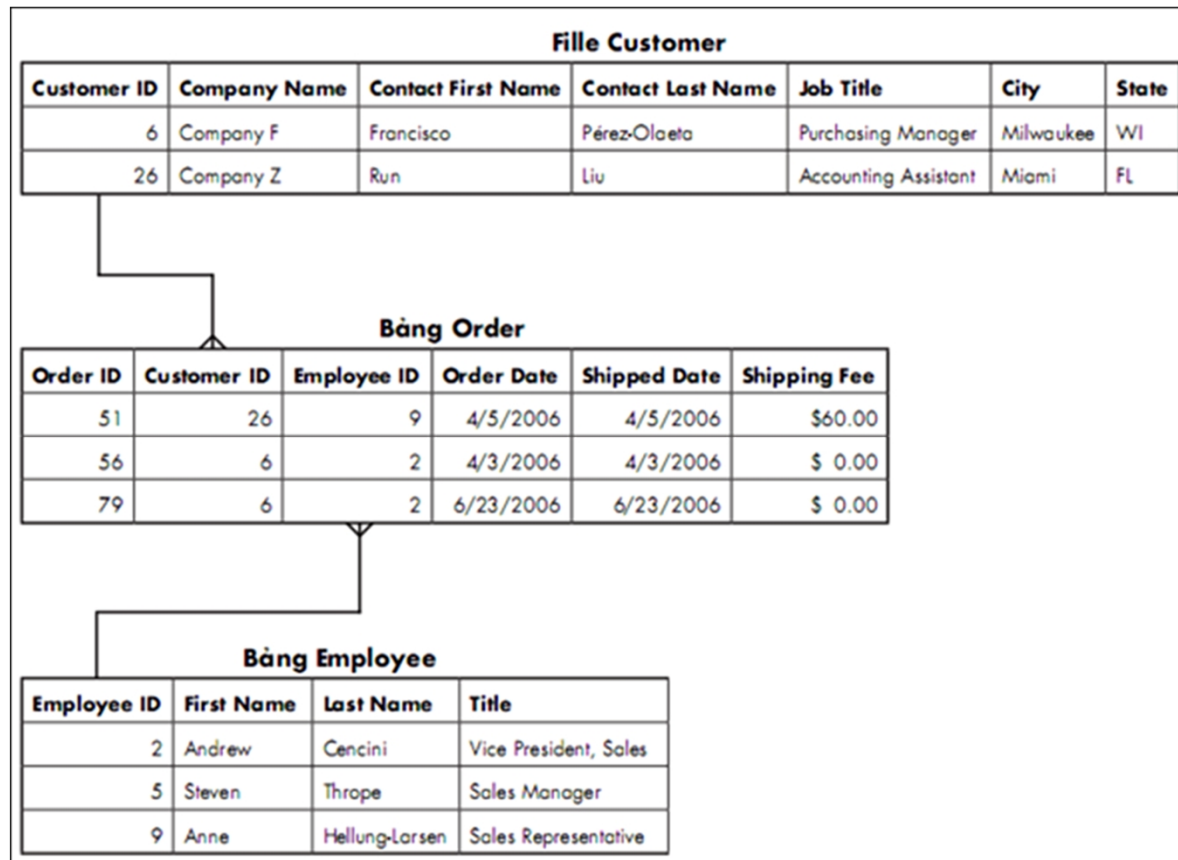 Fille Customer
Customer ID Company Name Contact First Name Contact Last Name Job Title City State
6 Company F Francisco Pérez-Olaeta Purchasing Manager Milwaukee WI
26 Company Z Run Liu Accounting Assistant Miami FL
Bảng Order
Order ID Customer ID Employee ID Order Date Shipped Date Shipping Fee
51 26 9 4/5/2006 4/5/2006 $60.00
56 6 2 4/3/2006 4/3/2006 $ 0.00
79 6 2 6/23/2006 6/23/2006 $ 0.00
Bảng Employee
Employee ID First Name Last Name Title
2 Andrew Cencini Vice President, Sales
5 Steven Thrope Sales Manager
9 Anne Hellung-Larsen Sales Representative